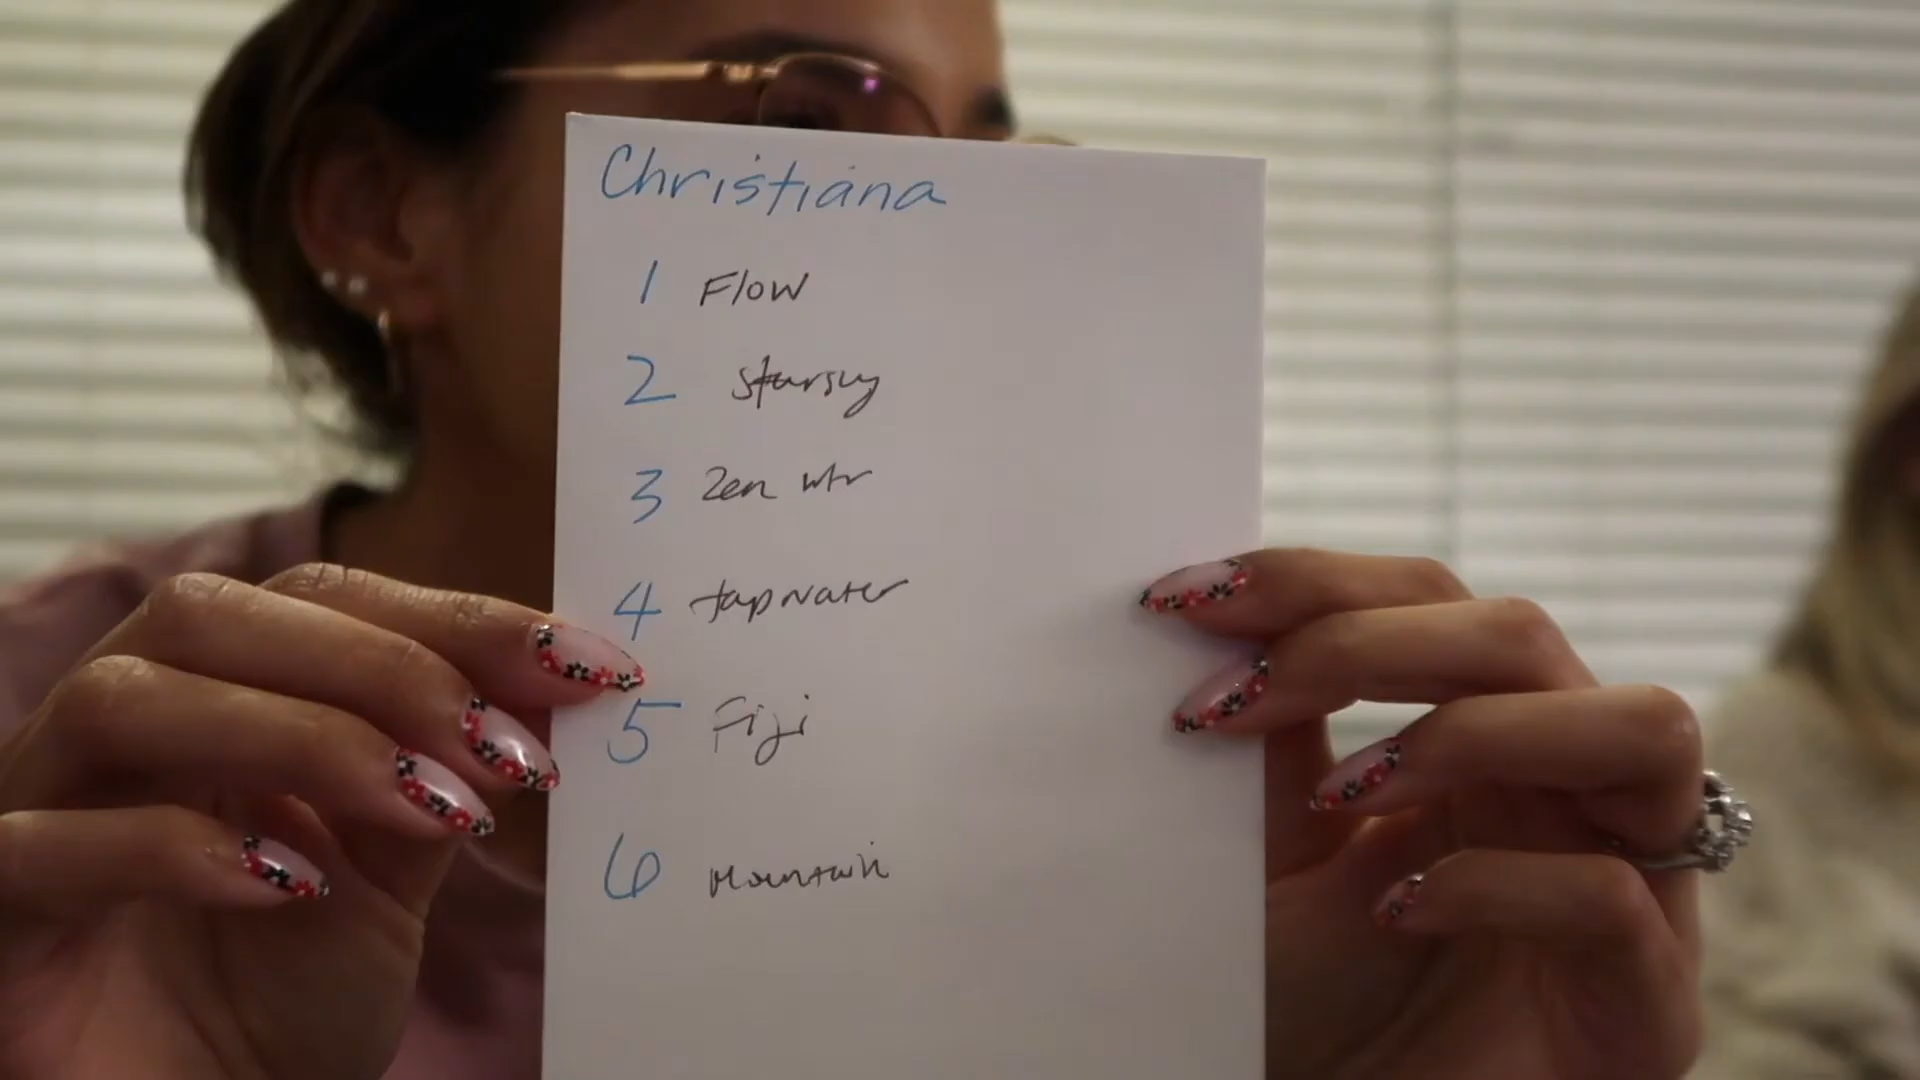 Christiana
1 Flow
2 Starsky
3 Zen wtr
4 tapwater
5 Fiji
6 Mountain